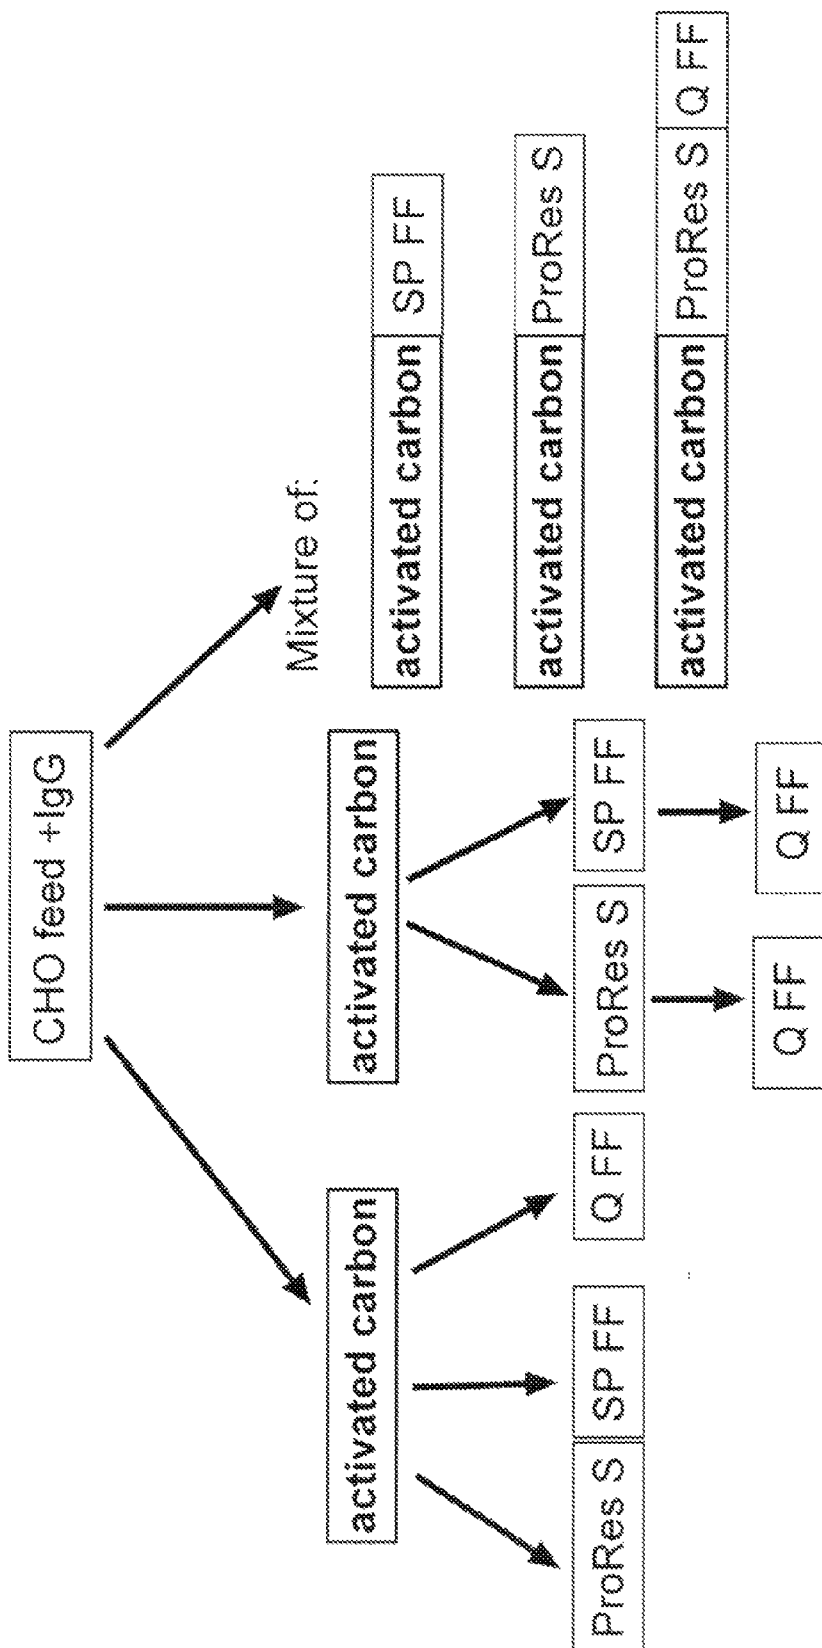 CHO feed +IgG
activated carbon
ProRes S
SP FF
Q FF
activated carbon
ProRes S
SP FF
Q FF
Q FF
Mixture of:
activated carbon SP FF
activated carbon ProRes S
activated carbon ProRes S Q FF